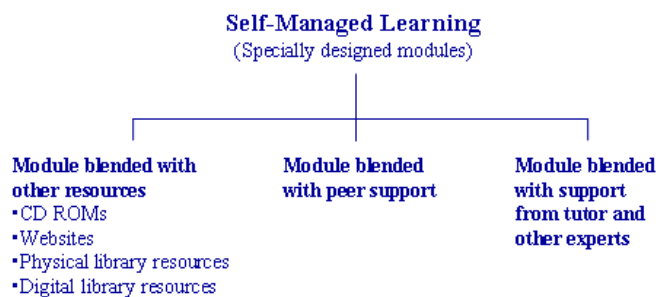 Self-Managed Learning
(Specially designed modules)
Module blended with
other resources
▪CD ROMs
▪Websites
▪Physical library resources
▪Digital library resources
Module blended
with peer support
Module blended
with support
from tutor and
other experts